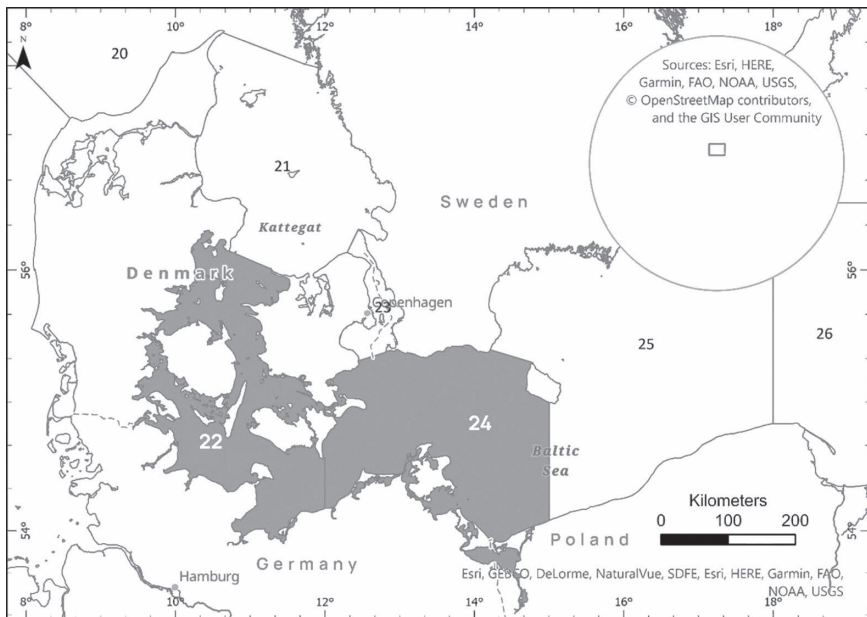 8° 10° 12° 14° 16° 18°
N
20
Sources: Esri, HERE,
Garmin, FAO, NOAA, USGS,
© OpenStreetMap contributors,
and the GIS User Community
21
Sweden
Kattegat
56° 56°
Denmark
Copenhagen
23
25
26
24
22
Baltic
Sea
Kilometers
0 100 200
54° 54°
Germany
Poland
Hamburg
Esri, GEBCO, DeLorme, NaturalVue, SDFE, Esri, HERE, Garmin, FAO,
NOAA, USGS
8° 10° 12° 14° 16° 18°